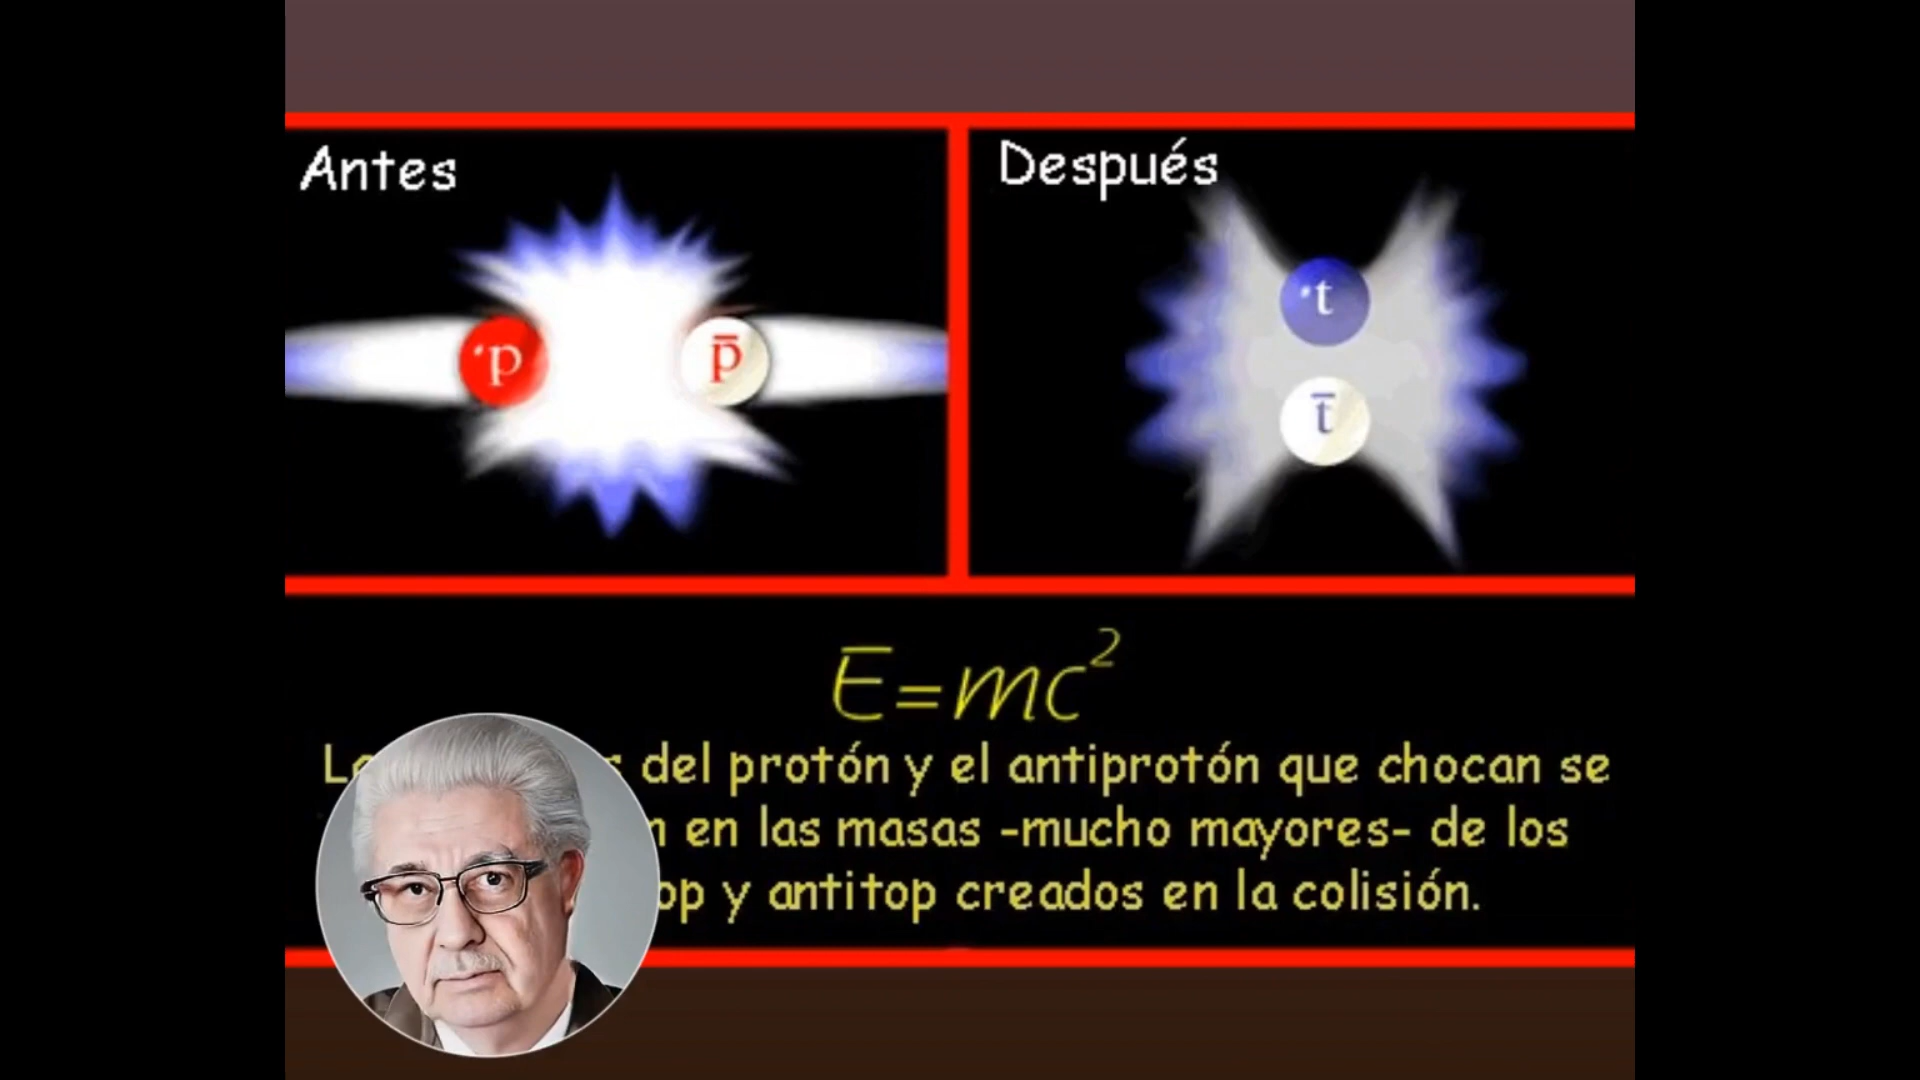 Antes
Después
p
p̄
t
t̄
E=mc²
del protón y el antiprotón que chocan se
en las masas -mucho mayores- de los
y antitop creados en la colisión.